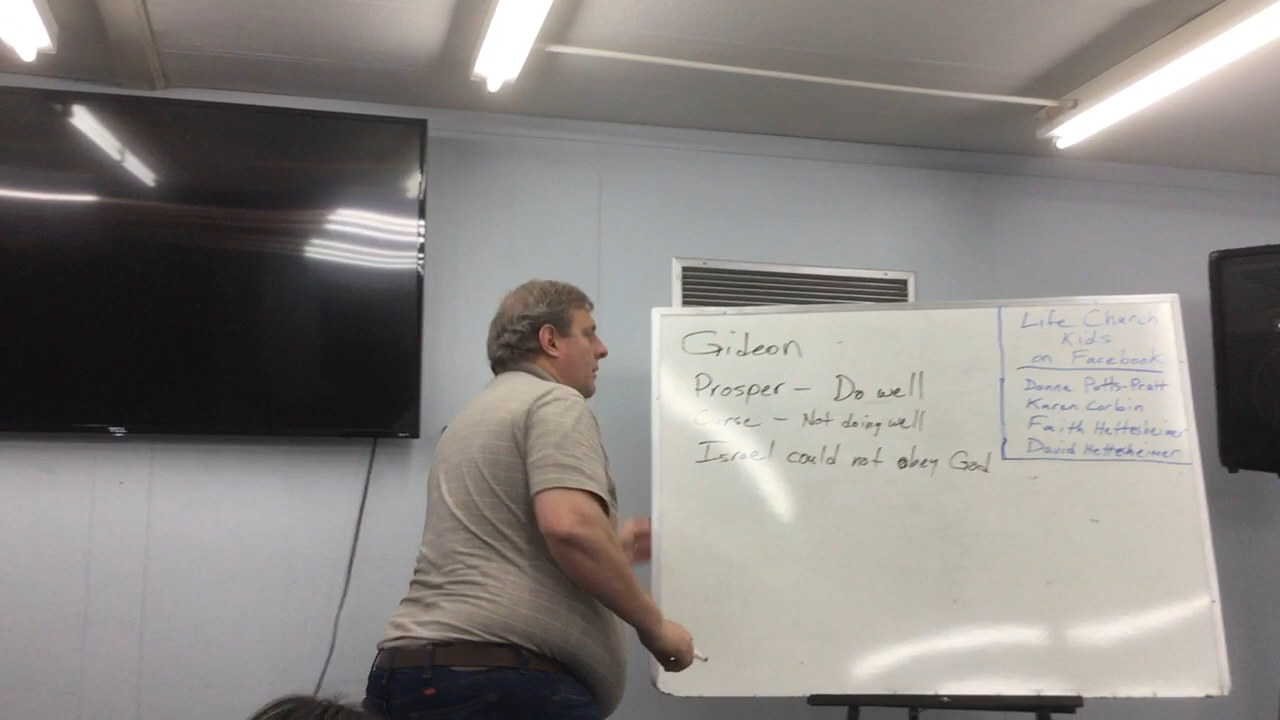 Gideon
Prosper - Do well
Curse - Not doing well
Israel could not obey God
Life Church
Kids
on Facebook
Donna Potts-Pratt
Karen Corbin
Faith Hettesheimer
David Hettesheimer